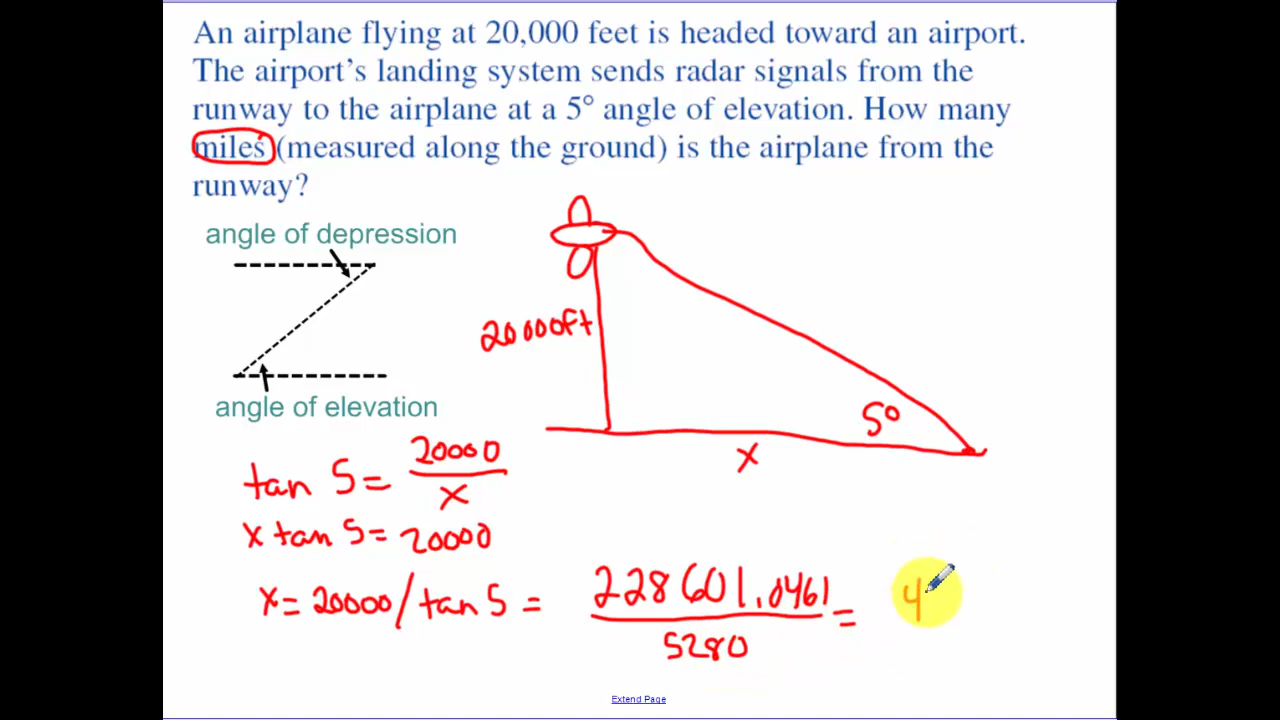 An airplane flying at 20,000 feet is headed toward an airport.
The airport's landing system sends radar signals from the
runway to the airplane at a 5° angle of elevation. How many
miles (measured along the ground) is the airplane from the
runway?
angle of depression
angle of elevation
20000ft
5°
x
tan 5 = 20000/x
x tan 5 = 20000
x = 20000/tan 5 = 228601.0461/5280 = 4
Extend Page